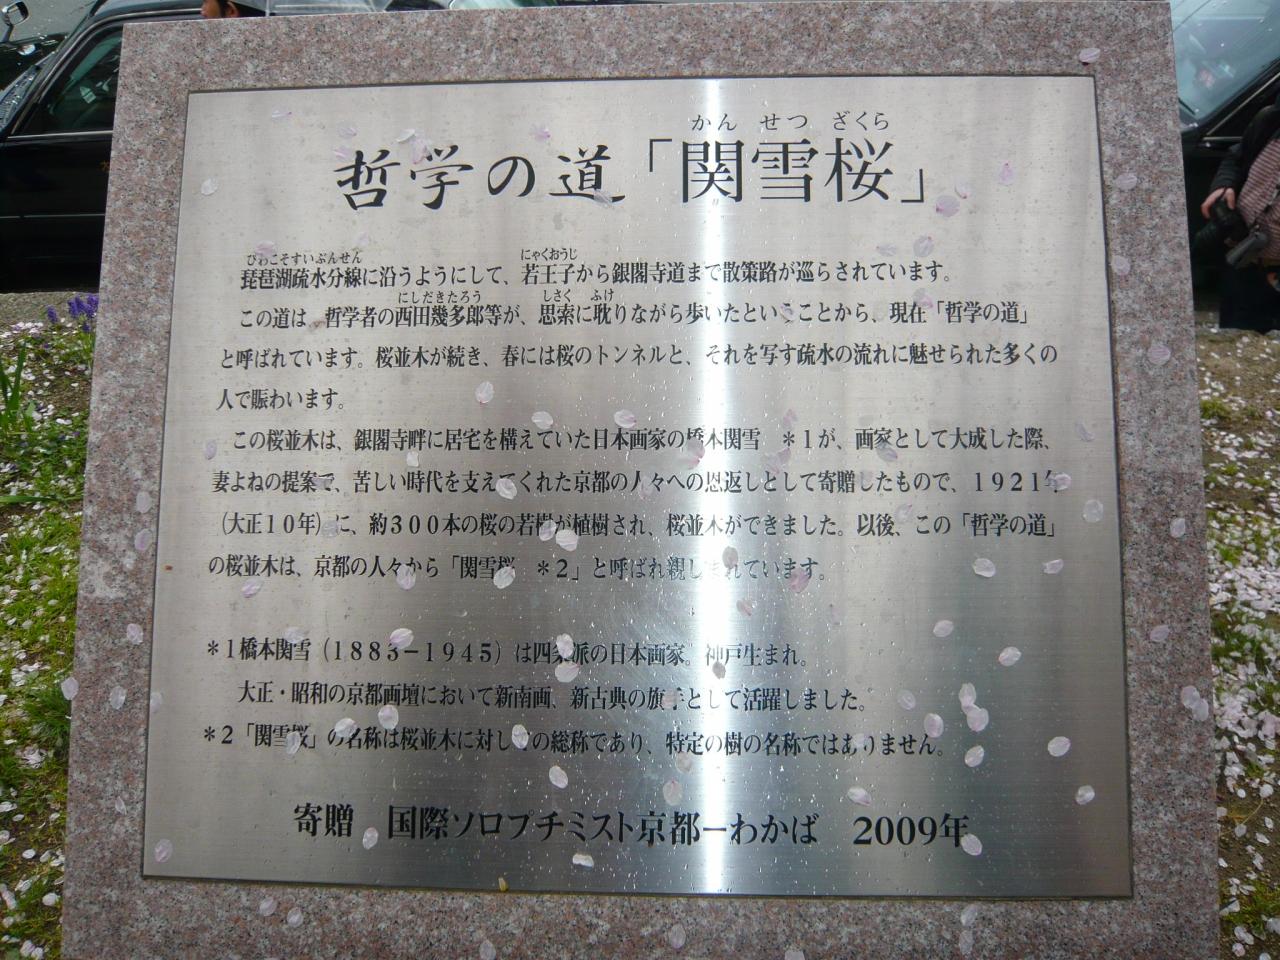 かん せつ ざくら
哲学の道「関雪桜」
びわこそすいぶんせん にゃくおうじ
琵琶湖疏水分線に沿うようにして、若王子から銀閣寺道まで散策路が巡らされています。
にしだきたろう しさく ふけ
この道は、哲学者の西田幾多郎等が、思索に耽りながら歩いたということから、現在「哲学の道」
と呼ばれています。桜並木が続き、春には桜のトンネルと、それを写す疏水の流れに魅せられた多くの
人で賑わいます。
この桜並木は、銀閣寺畔に居宅を構えていた日本画家の橋本関雪 *1が、画家として大成した際、
妻よねの提案で、苦しい時代を支えてくれた京都の人々への恩返しとして寄贈したもので、1921年
（大正10年）に、約300本の桜の若樹が植樹され、桜並木ができました。以後、この「哲学の道」
の桜並木は、京都の人々から「関雪桜 *2」と呼ばれ親しまれています。
*1橋本関雪（1883－1945）は四条派の日本画家。神戸生まれ。
大正・昭和の京都画壇において新南画、新古典の旗手として活躍しました。
*2「関雪桜」の名称は桜並木に対しての総称であり、特定の樹の名称ではありません。
寄贈 国際ソロプチミスト京都ーわかば 2009年